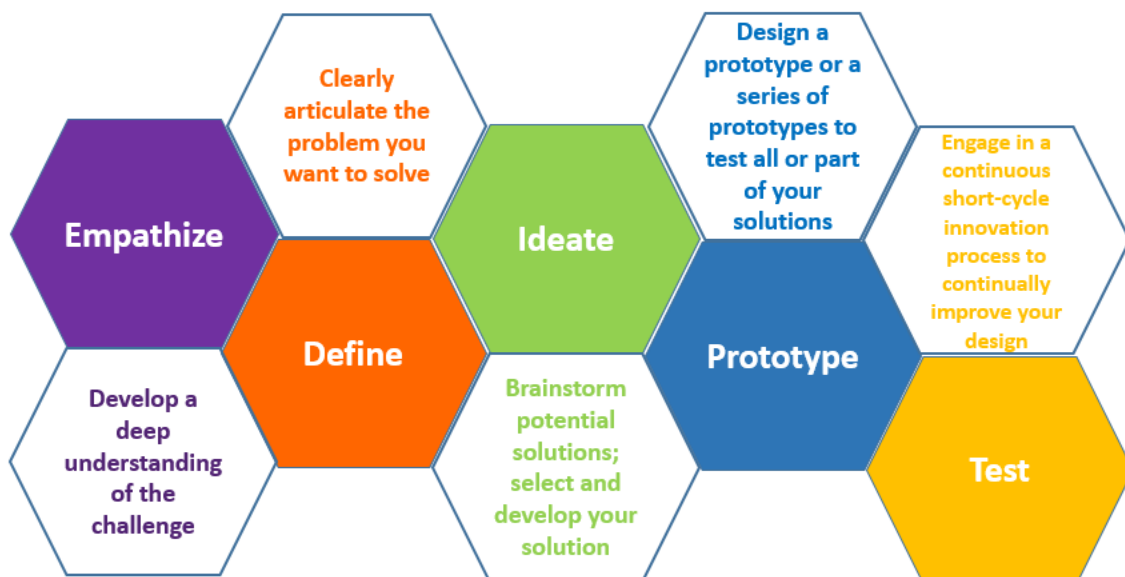 Empathize
Develop a
deep
understanding
of the
challenge
Clearly
articulate the
problem you
want to solve
Define
Ideate
Brainstorm
potential
solutions;
select and
develop your
solution
Design a
prototype or a
series of
prototypes to
test all or part
of your
solutions
Prototype
Engage in a
continuous
short-cycle
innovation
process to
continually
improve your
design
Test